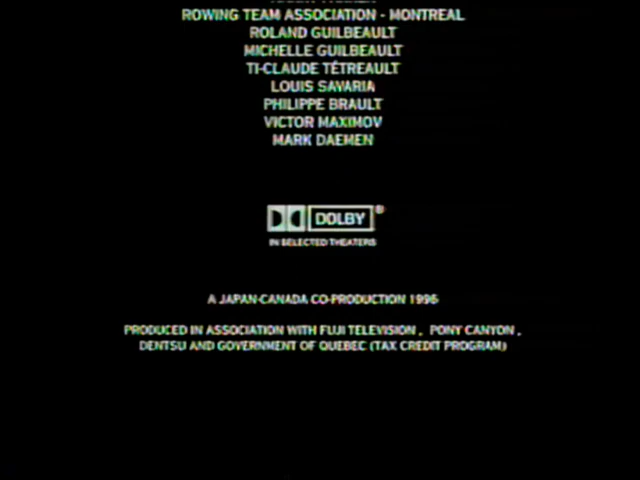 ROWING TEAM ASSOCIATION - MONTREAL
ROLAND GUILBEAULT
MICHELLE GUILBEAULT
TI-CLAUDE TÉTREAULT
LOUIS SAVARIA
PHILIPPE BRAULT
VICTOR MAXIMOV
MARK DAEMEN
DOLBY®
IN SELECTED THEATERS
A JAPAN-CANADA CO-PRODUCTION 1996
PRODUCED IN ASSOCIATION WITH FUJI TELEVISION , PONY CANYON ,
DENTSU AND GOVERNMENT OF QUEBEC (TAX CREDIT PROGRAM)